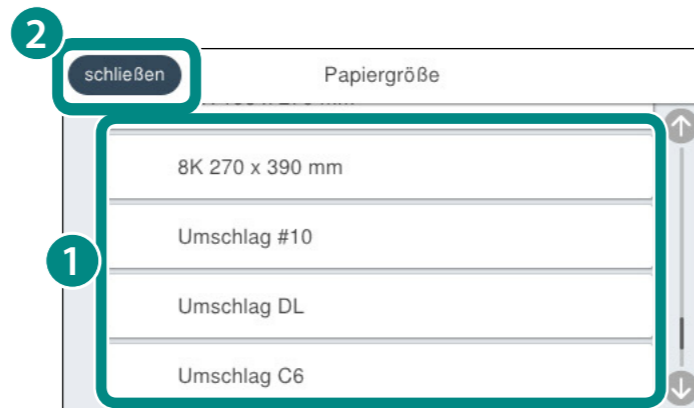 2
schließen Papiergröße
8K 270 x 390 mm
Umschlag #10
1
Umschlag DL
Umschlag C6